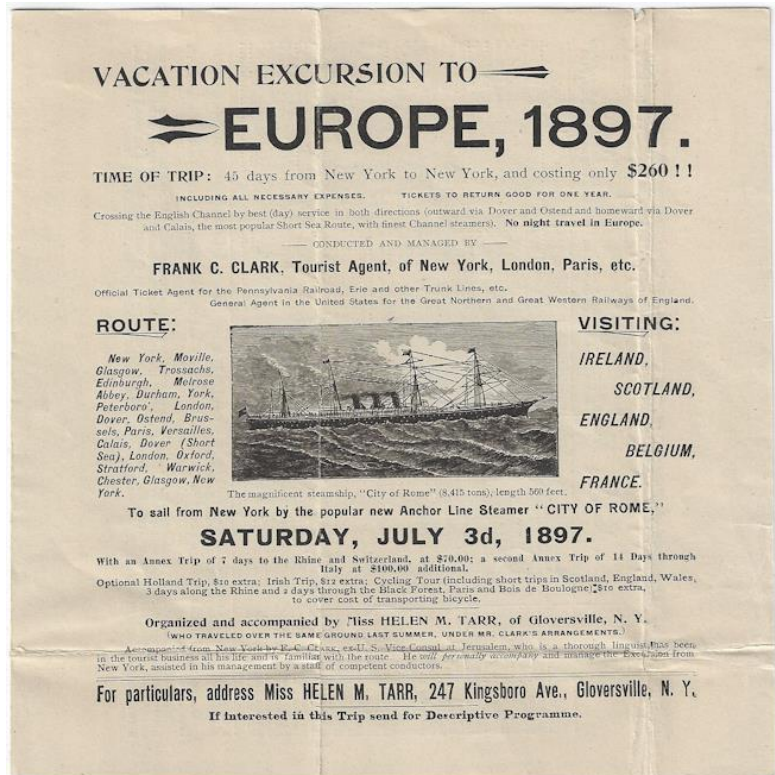 VACATION EXCURSION TO
EUROPE, 1897.
TIME OF TRIP: 45 days from New York to New York, and costing only $260!!
INCLUDING ALL NECESSARY EXPENSES. TICKETS TO RETURN GOOD FOR ONE YEAR.
Crossing the English Channel by best (day) service in both directions (outward via Dover and Ostend and homeward via Dover
and Calais, the most popular Short Sea Route, with finest Channel steamers). No night travel in Europe.
CONDUCTED AND MANAGED BY
FRANK C. CLARK, Tourist Agent, of New York, London, Paris, etc.
Official Ticket Agent for the Pennsylvania Railroad, Erie and other Trunk Lines, etc.
General Agent in the United States for the Great Northern and Great Western Railways of England.
ROUTE:
New York, Moville,
Glasgow, Trossachs,
Edinburgh, Melrose
Abbey, Durham, York,
Peterboro', London,
Dover, Ostend, Brus-
sels, Paris, Versailles,
Calais, Dover (Short
Sea), London, Oxford,
Stratford, Warwick,
Chester, Glasgow, New
York.
The magnificent steamship, "City of Rome" (8,415 tons), length 560 feet.
VISITING:
IRELAND,
SCOTLAND,
ENGLAND,
BELGIUM,
FRANCE.
To sail from New York by the popular new Anchor Line Steamer "CITY OF ROME,"
SATURDAY, JULY 3d, 1897.
With an Annex Trip of 7 days to the Rhine and Switzerland, at $70.00; a second Annex Trip of 14 Days through
Italy at $100.00 additional.
Optional Holland Trip, $10 extra; Irish Trip, $12 extra; Cycling Tour (including short trips in Scotland, England, Wales,
3 days along the Rhine and 2 days through the Black Forest, Paris and Bois de Boulogne) $10 extra,
to cover cost of transporting bicycle.
Organized and accompanied by Miss HELEN M. TARR, of Gloversville, N. Y.
(WHO TRAVELED OVER THE SAME GROUND LAST SUMMER, UNDER MR. CLARK'S ARRANGEMENTS.)
Accompanied from New York by F. C. Clark, ex-U. S. Vice Consul at Jerusalem, who is a thorough linguist, has been
in the tourist business all his life and is familiar with the route. He will personally accompany and manage the Excursion from
New York, assisted in his management by a staff of competent conductors.
For particulars, address Miss HELEN M. TARR, 247 Kingsboro Ave., Gloversville, N. Y.
If interested in this Trip send for Descriptive Programme.